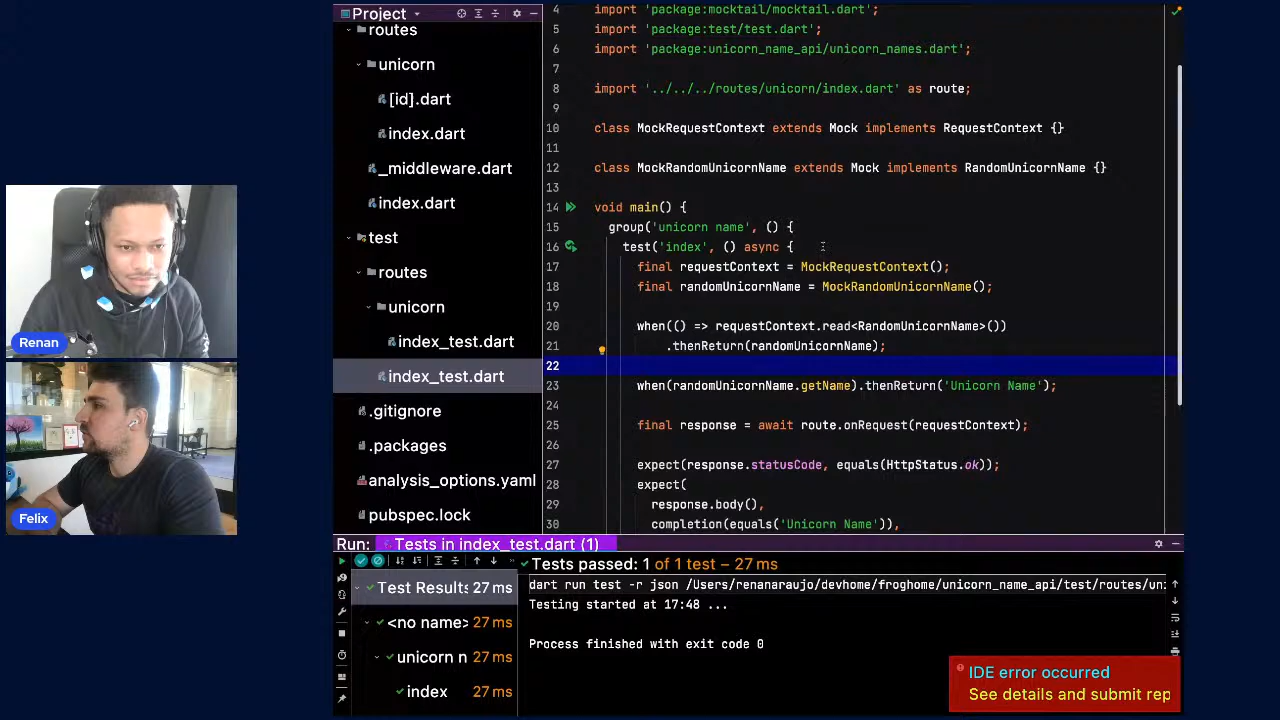 Project
routes
unicorn
[id].dart
index.dart
_middleware.dart
index.dart
test
routes
unicorn
index_test.dart
index_test.dart
.gitignore
.packages
analysis_options.yaml
pubspec.lock
Renan
Felix
4 import 'package:mocktail/mocktail.dart';
5 import 'package:test/test.dart';
6 import 'package:unicorn_name_api/unicorn_names.dart';
7
8 import '../../../routes/unicorn/index.dart' as route;
9
10 class MockRequestContext extends Mock implements RequestContext {}
11
12 class MockRandomUnicornName extends Mock implements RandomUnicornName {}
13
14 void main() {
15 group('unicorn name', () {
16 test('index', () async {
17 final requestContext = MockRequestContext();
18 final randomUnicornName = MockRandomUnicornName();
19
20 when(() => requestContext.read<RandomUnicornName>())
21 .thenReturn(randomUnicornName);
22
23 when(randomUnicornName.getName).thenReturn('Unicorn Name');
24
25 final response = await route.onRequest(requestContext);
26
27 expect(response.statusCode, equals(HttpStatus.ok));
28 expect(
29 response.body(),
30 completion(equals('Unicorn Name')),
Run: Tests in index_test.dart (1)
Tests passed: 1 of 1 test – 27 ms
Test Results 27 ms
<no name> 27 ms
unicorn n 27 ms
index 27 ms
dart run test -r json /Users/renanaraujo/devhome/froghome/unicorn_name_api/test/routes/un
Testing started at 17:48 ...
Process finished with exit code 0
IDE error occurred
See details and submit rep